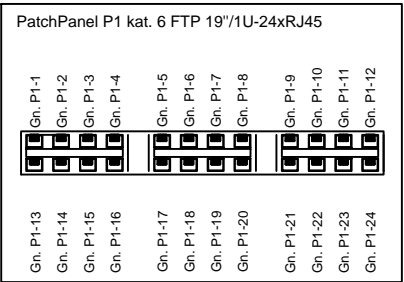 PatchPanel P1 kat. 6 FTP 19"/1U-24xRJ45
Gn. P1-1
Gn. P1-2
Gn. P1-3
Gn. P1-4
Gn. P1-5
Gn. P1-6
Gn. P1-7
Gn. P1-8
Gn. P1-9
Gn. P1-10
Gn. P1-11
Gn. P1-12
Gn. P1-13
Gn. P1-14
Gn. P1-15
Gn. P1-16
Gn. P1-17
Gn. P1-18
Gn. P1-19
Gn. P1-20
Gn. P1-21
Gn. P1-22
Gn. P1-23
Gn. P1-24